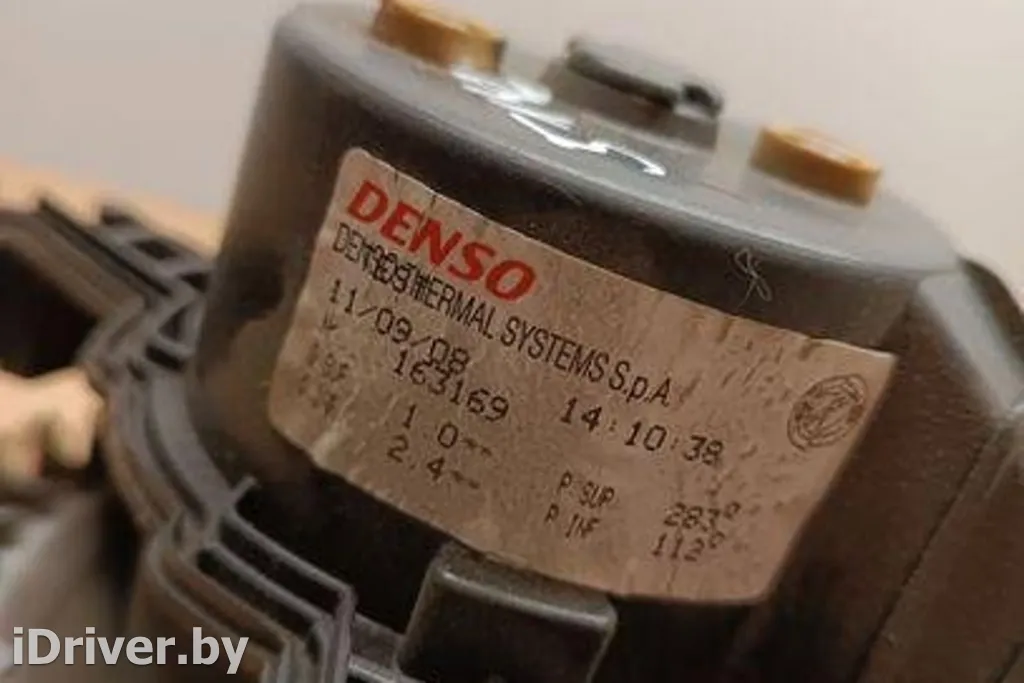 DENSO
DENSO THERMAL SYSTEMS S.p.A.
11/09/08 14:10:38
163169
1.0
2.4
P SUP 283°
P INF 112°
iDriver.by